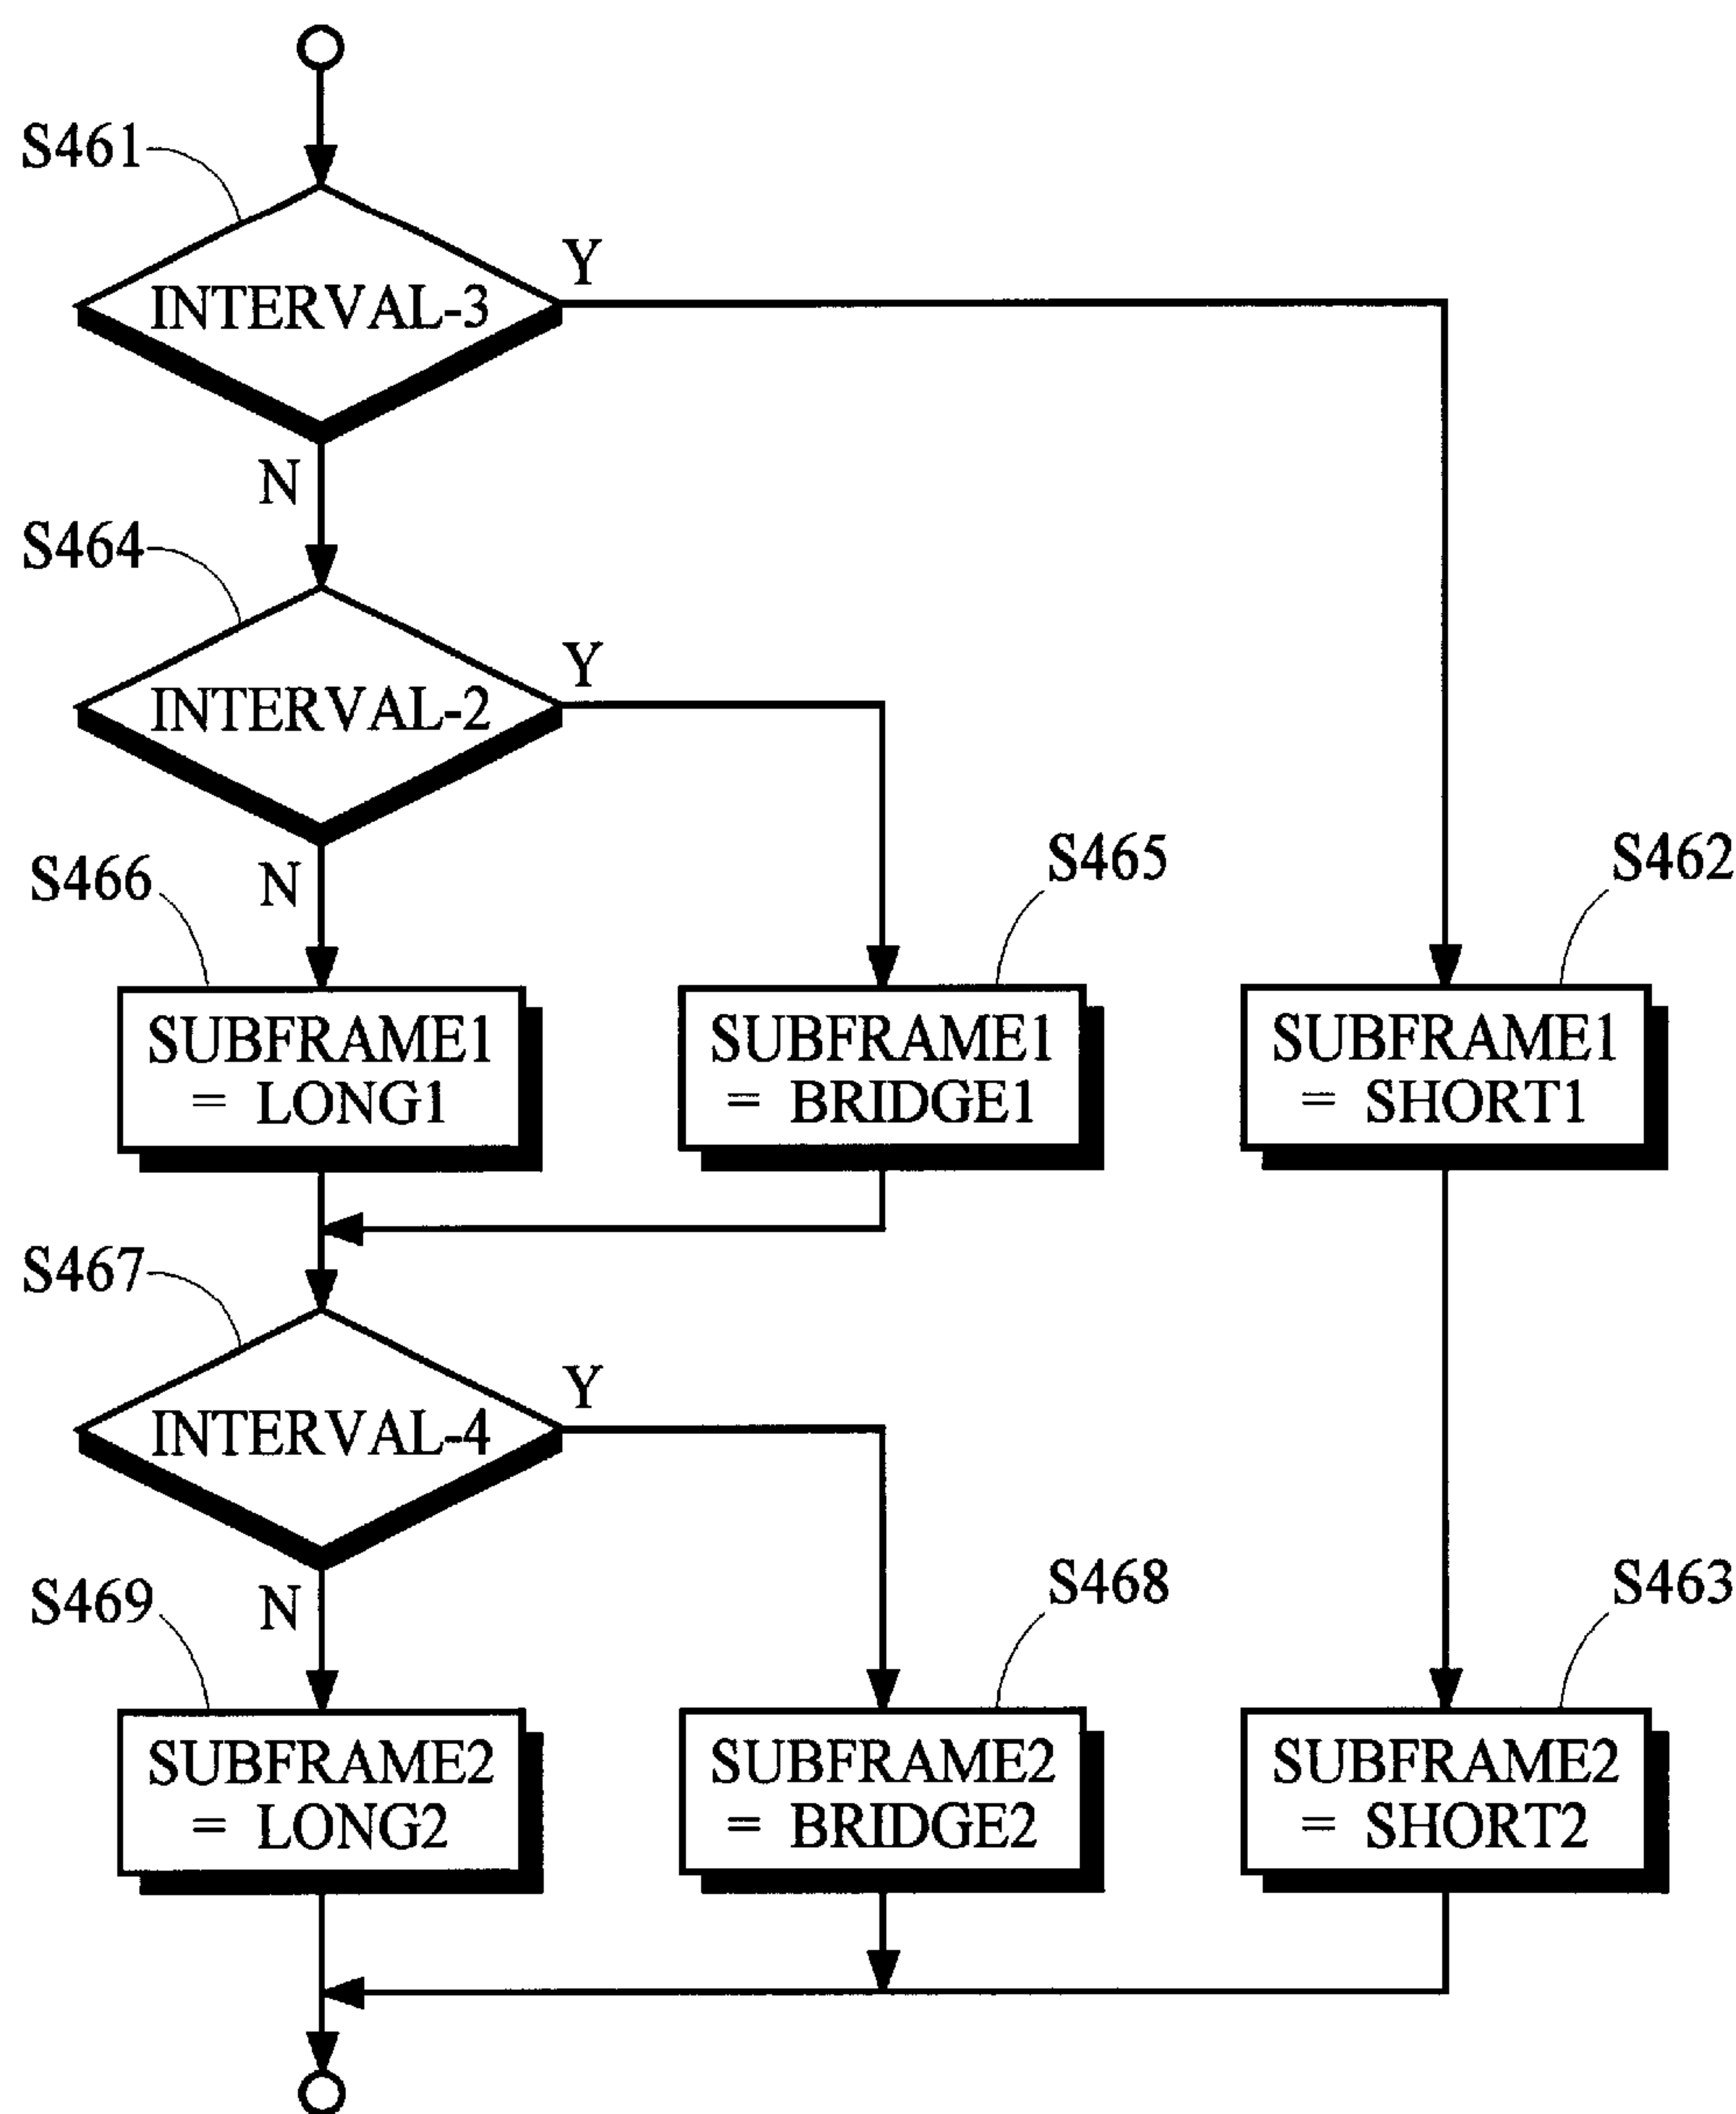 S461
INTERVAL-3
Y
N
S464
INTERVAL-2
Y
N
S466
S465
S462
SUBFRAME1
= LONG1
SUBFRAME1
= BRIDGE1
SUBFRAME1
= SHORT1
S467
INTERVAL-4
Y
N
S469
S468
S463
SUBFRAME2
= LONG2
SUBFRAME2
= BRIDGE2
SUBFRAME2
= SHORT2